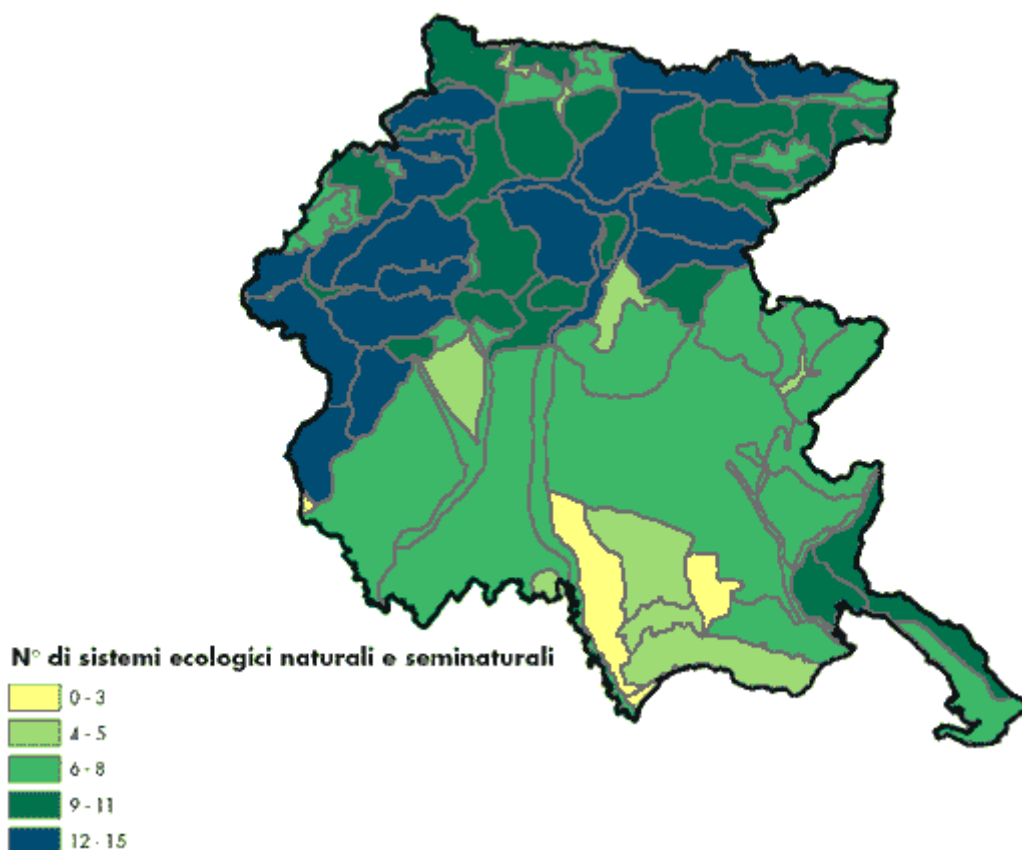 N° di sistemi ecologici naturali e seminaturali
0 - 3
4 - 5
6 - 8
9 - 11
12 - 15